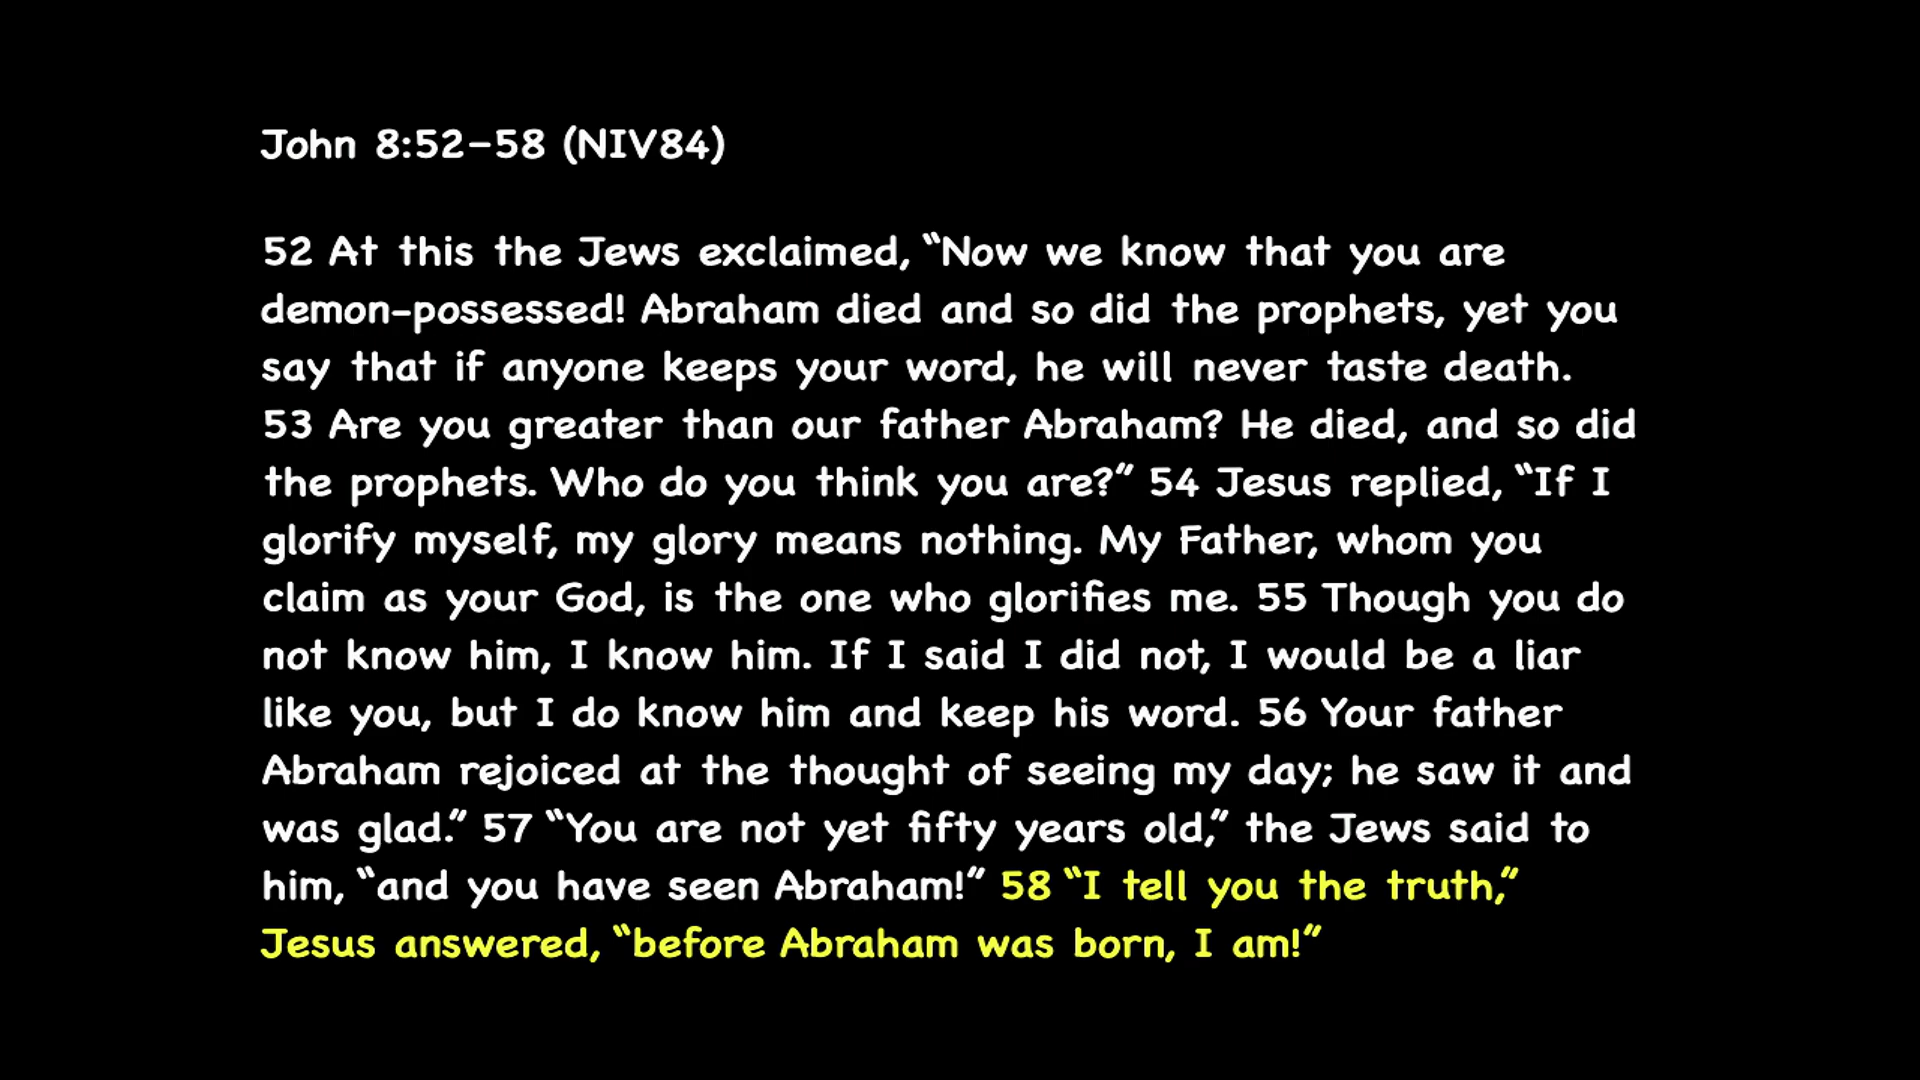 John 8:52–58 (NIV84)
52 At this the Jews exclaimed, “Now we know that you are
demon-possessed! Abraham died and so did the prophets, yet you
say that if anyone keeps your word, he will never taste death.
53 Are you greater than our father Abraham? He died, and so did
the prophets. Who do you think you are?” 54 Jesus replied, “If I
glorify myself, my glory means nothing. My Father, whom you
claim as your God, is the one who glorifies me. 55 Though you do
not know him, I know him. If I said I did not, I would be a liar
like you, but I do know him and keep his word. 56 Your father
Abraham rejoiced at the thought of seeing my day; he saw it and
was glad.” 57 “You are not yet fifty years old,” the Jews said to
him, “and you have seen Abraham!” 58 “I tell you the truth,”
Jesus answered, “before Abraham was born, I am!”